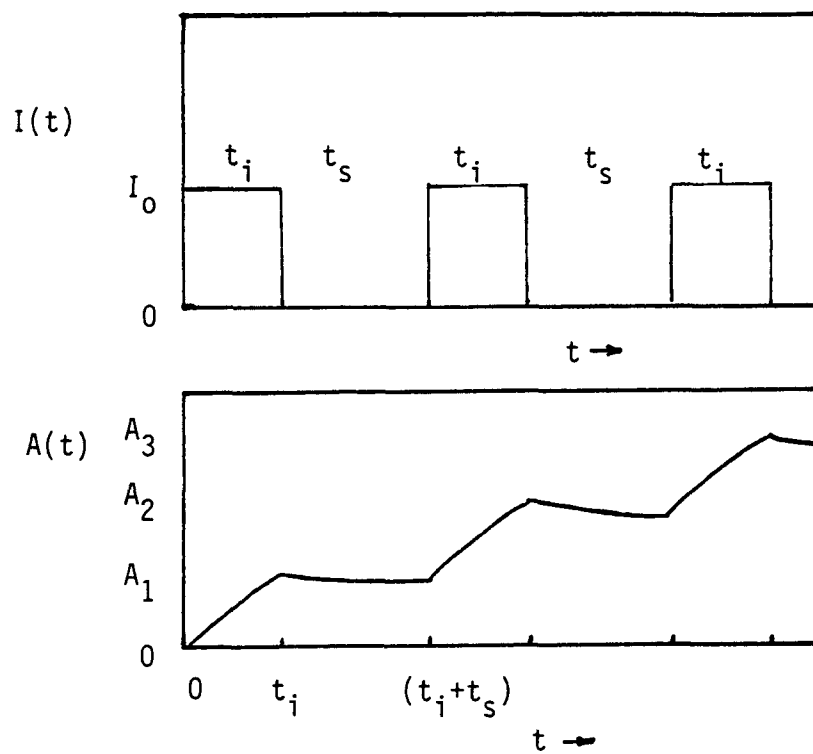 I(t)
t_i t_s t_i t_s t_i
I_o
0
t →
A(t)
A_3
A_2
A_1
0
0 t_i (t_i+t_s)
t →